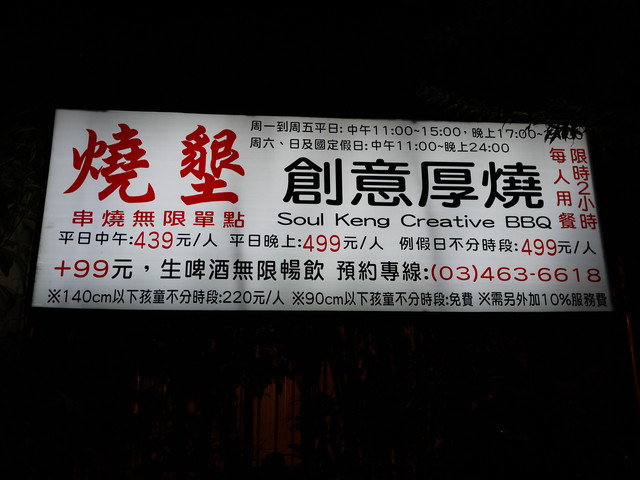 燒墾
周一到周五平日:中午11:00~15:00,晚上17:00~
周六、日及國定假日:中午11:00~晚上24:00
創意厚燒
限時2小時
每人用餐
串燒無限單點
Soul Keng Creative BBQ
平日中午:439元/人 平日晚上:499元/人 例假日不分時段:499元/人
+99元,生啤酒無限暢飲 預約專線:(03)463-6618
※140cm以下孩童不分時段:220元/人 ※90cm以下孩童不分時段:免費 ※需另外加10%服務費